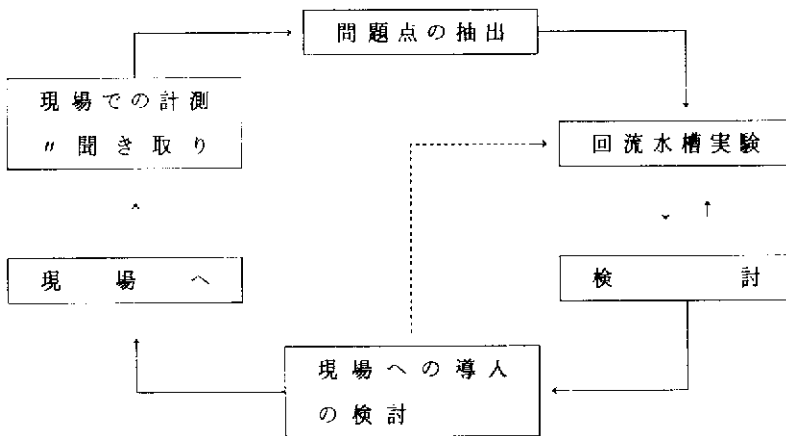 問題点の抽出
現場での計測
〃聞き取り
回流水槽実験
現場へ
検討
現場への導入
の検討